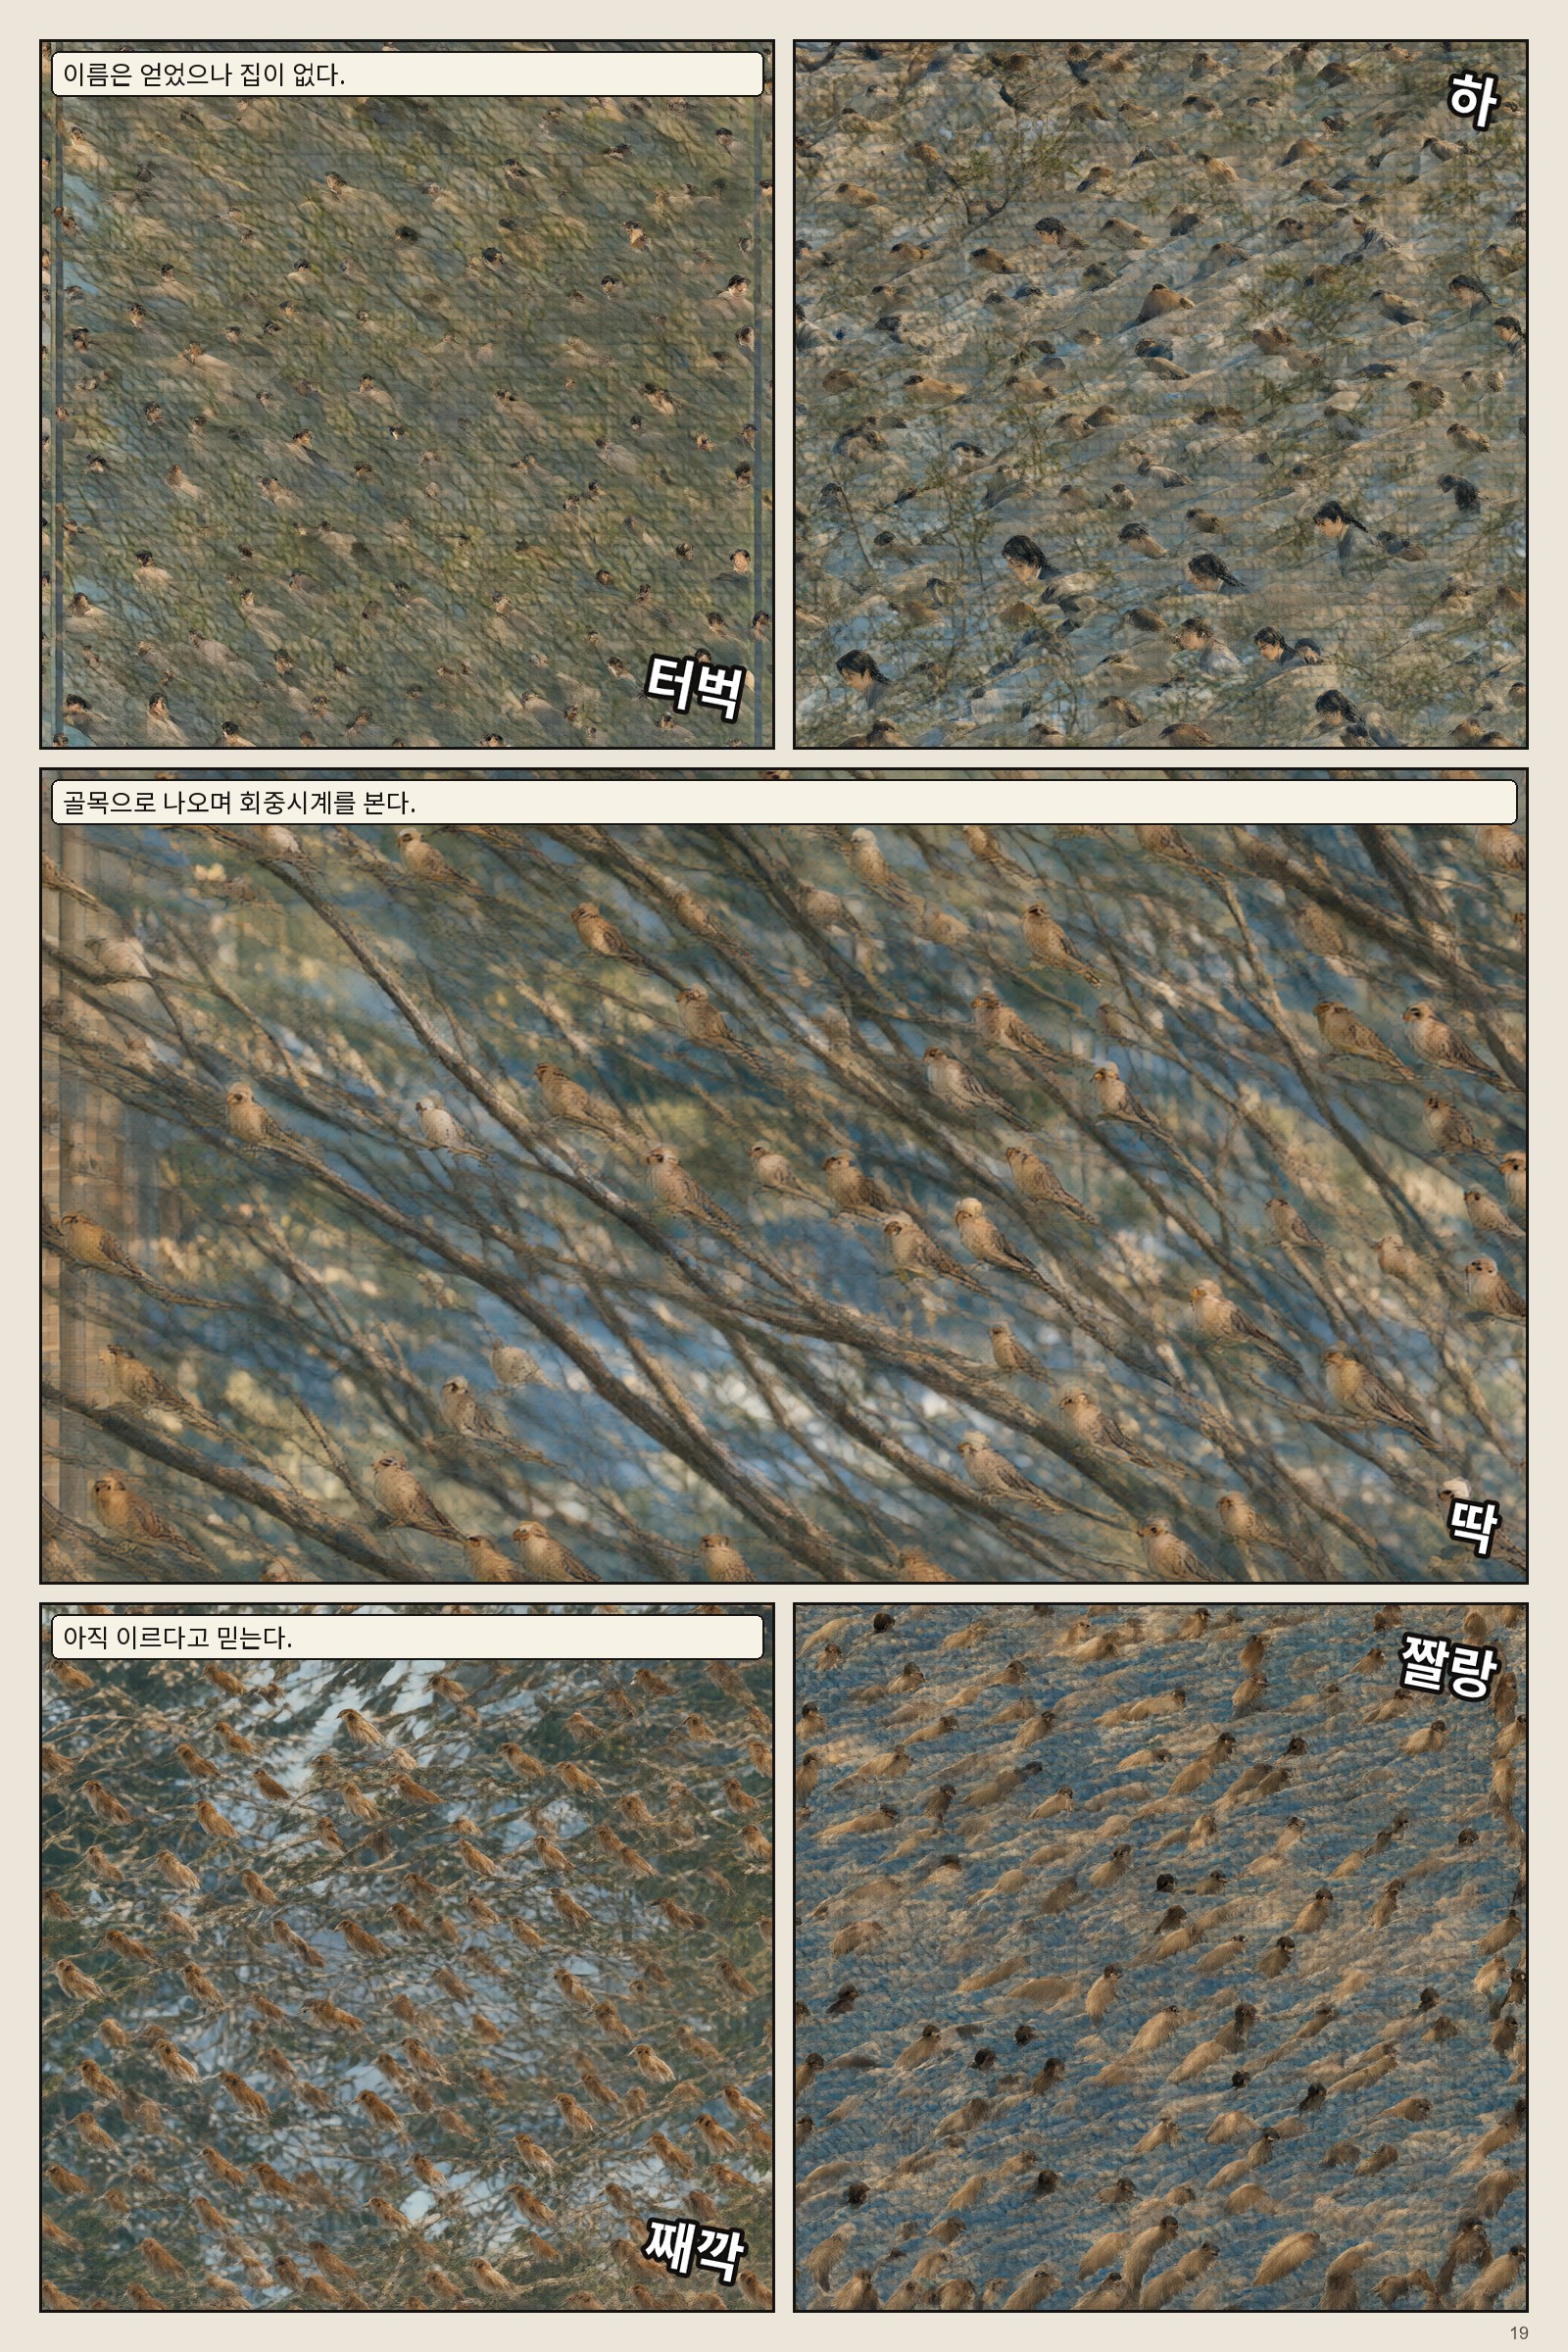 이름은 얻었으나 집이 없다.
터벅
하
골목으로 나오며 회중시계를 본다.
딱
아직 이르다고 믿는다.
째깍
짤랑
19